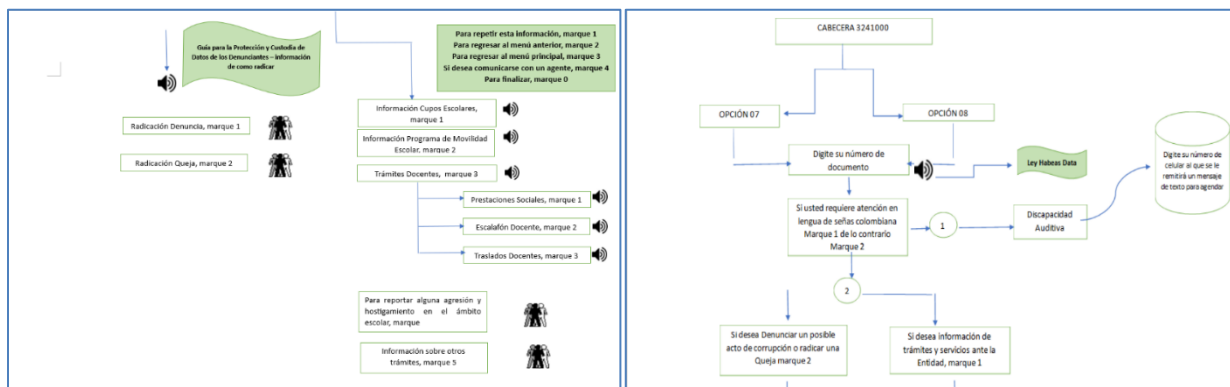 Guía para la Protección y Custodia de
Datos de los Denunciantes – información
de como radicar
Radicación Denuncia, marque 1
Radicación Queja, marque 2
Para repetir esta información, marque 1
Para regresar al menú anterior, marque 2
Para regresar al menú principal, marque 3
Si desea comunicarse con un agente, marque 4
Para finalizar, marque 0
Información Cupos Escolares,
marque 1
Información Programa de Movilidad
Escolar, marque 2
Trámites Docentes, marque 3
Prestaciones Sociales, marque 1
Escalafón Docente, marque 2
Traslados Docentes, marque 3
Para reportar alguna agresión y
hostigamiento en el ámbito
escolar, marque
Información sobre otros
trámites, marque 5
CABECERA 3241000
OPCIÓN 07
OPCIÓN 08
Digite su número de
documento
Ley Habeas Data
Digite su número de
celular al que se le
remitirá un mensaje
de texto para agendar
Si usted requiere atención en
lengua de señas colombiana
Marque 1 de lo contrario
Marque 2
1
Discapacidad
Auditiva
2
Si desea Denunciar un posible
acto de corrupción o radicar una
Queja marque 2
Si desea información de
trámites y servicios ante la
Entidad, marque 1